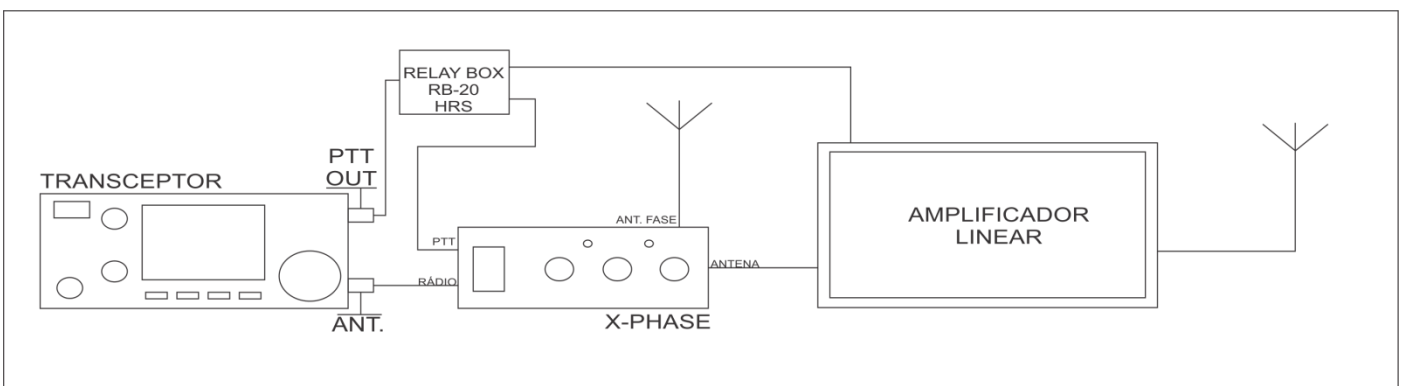 RELAY BOX
RB-20
HRS
PTT
OUT
TRANSCEPTOR
ANT. FASE
AMPLIFICADOR
LINEAR
PTT
ANTENA
RÁDIO
X-PHASE
ANT.